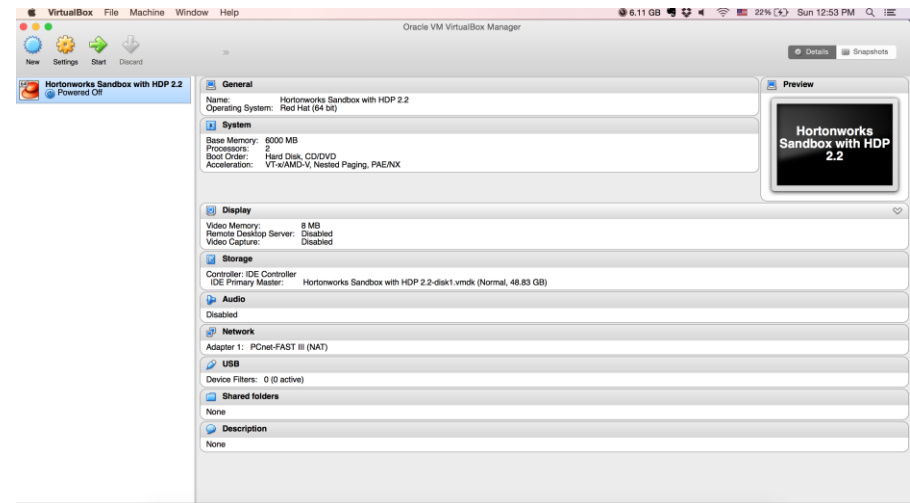 VirtualBox File Machine Window Help 6.11 GB 22% Sun 12:53 PM
Oracle VM VirtualBox Manager
New Settings Start Discard
Details Snapshots
64
Hortonworks Sandbox with HDP 2.2
Powered Off
General
Name: Hortonworks Sandbox with HDP 2.2
Operating System: Red Hat (64 bit)
System
Base Memory: 6000 MB
Processors: 2
Boot Order: Hard Disk, CD/DVD
Acceleration: VT-x/AMD-V, Nested Paging, PAE/NX
Preview
Hortonworks
Sandbox with HDP
2.2
Display
Video Memory: 8 MB
Remote Desktop Server: Disabled
Video Capture: Disabled
Storage
Controller: IDE Controller
IDE Primary Master: Hortonworks Sandbox with HDP 2.2-disk1.vmdk (Normal, 48.83 GB)
Audio
Disabled
Network
Adapter 1: PCnet-FAST III (NAT)
USB
Device Filters: 0 (0 active)
Shared folders
None
Description
None